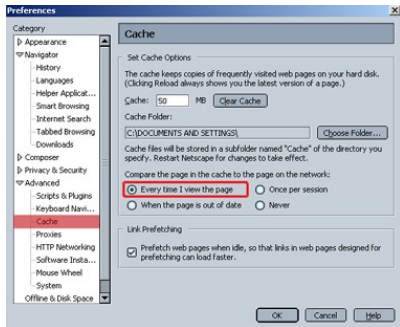 Preferences
Category
Appearance
Navigator
History
Languages
Helper Applicat...
Smart Browsing
Internet Search
Tabbed Browsing
Downloads
Composer
Privacy & Security
Advanced
Scripts & Plugins
Keyboard Navi...
Cache
Proxies
HTTP Networking
Software Insta...
Mouse Wheel
System
Offline & Disk Space
Cache
Set Cache Options
The cache keeps copies of frequently visited web pages on your hard disk.
(Clicking Reload always shows you the latest version of a page.)
Cache: 50 MB Clear Cache
Cache Folder:
C:\DOCUMENTS AND SETTINGS\ Choose Folder...
Cache files will be stored in a subfolder named "Cache" of the directory you
specify. Restart Netscape for changes to take effect.
Compare the page in the cache to the page on the network:
Every time I view the page Once per session
When the page is out of date Never
Link Prefetching
Prefetch web pages when idle, so that links in web pages designed for
prefetching can load faster.
OK Cancel Help